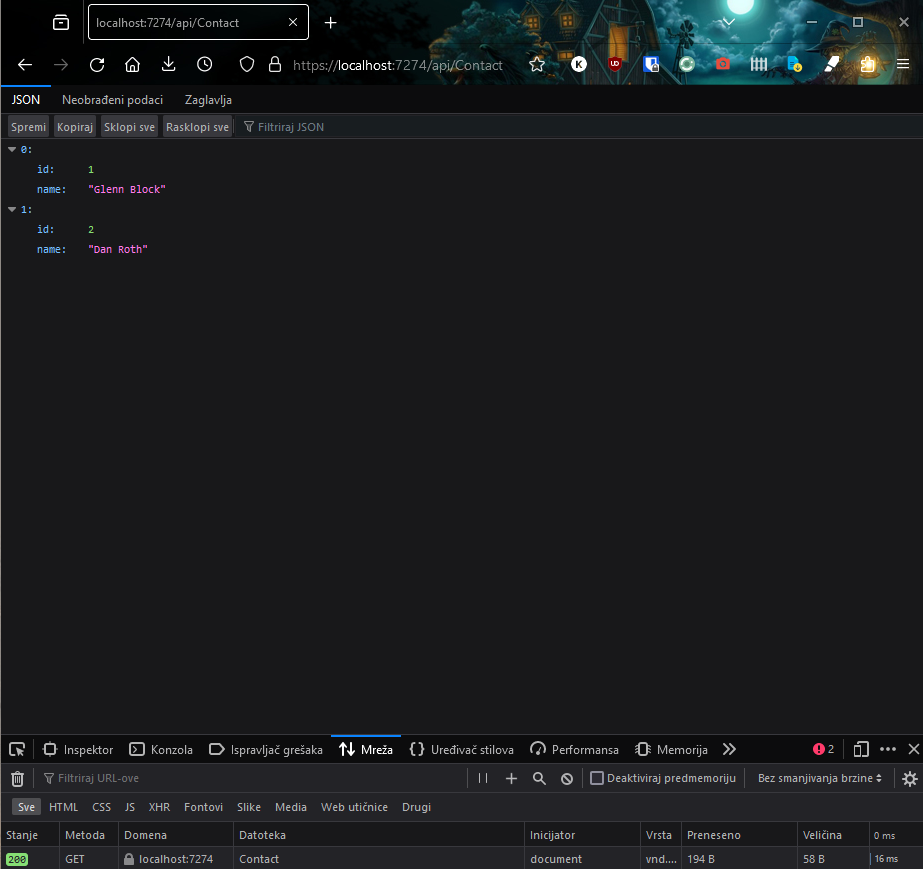 localhost:7274/api/Contact
https://localhost:7274/api/Contact
K
UD
JSON Neobrađeni podaci Zaglavlja
Spremi Kopiraj Sklopi sve Rasklopi sve Filtriraj JSON
0:
id: 1
name: "Glenn Block"
1:
id: 2
name: "Dan Roth"
Inspektor Konzola Ispravljač grešaka Mreža Uređivač stilova Performansa Memorija 2
Filtriraj URL-ove Deaktiviraj predmemoriju Bez smanjivanja brzine
Sve HTML CSS JS XHR Fontovi Slike Media Web utičnice Drugi
Stanje Metoda Domena Datoteka Inicijator Vrsta Preneseno Veličina 0 ms
200 GET localhost:7274 Contact document vnd.... 194 B 58 B 16 ms